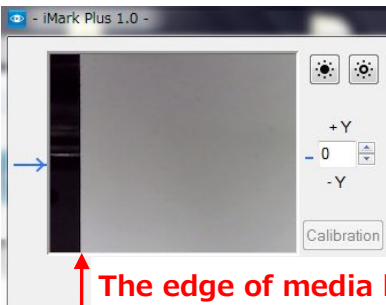 - iMark Plus 1.0 -
+ Y
0
- Y
Calibration
The edge of media